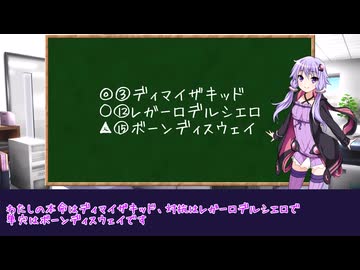 ◎③ディマイザキッド
○⑫レガーロデルシエロ
▲⑮ボーンディスウェイ
わたしの本命はディマイザキッド、対抗はレガーロデルシエロで
単穴はボーンディスウェイです